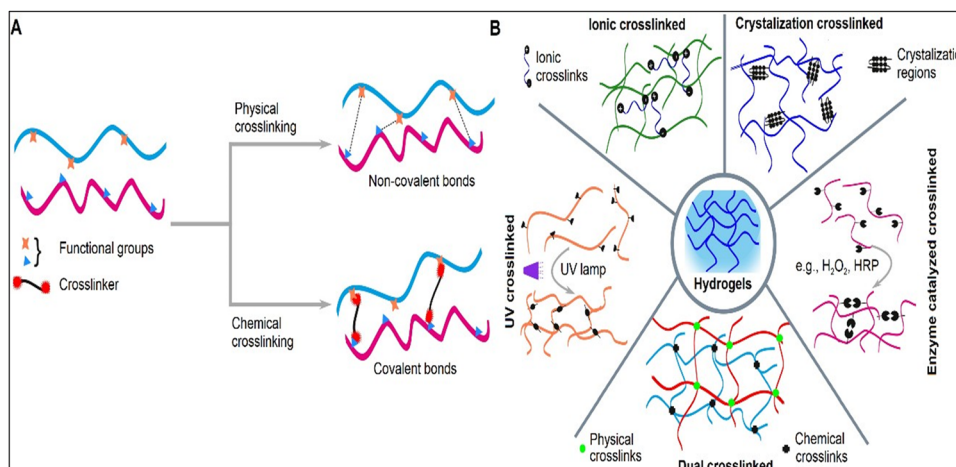 A
Physical
crosslinking
Non-covalent bonds
Functional groups
Crosslinker
Chemical
crosslinking
Covalent bonds
B
Ionic crosslinked
Ionic
crosslinks
Crystalization crosslinked
Crystalization
regions
UV crosslinked
UV lamp
Hydrogels
e.g., H₂O₂, HRP
Enzyme catalyzed crosslinked
Physical
crosslinks
Chemical
crosslinks
Dual crosslinked